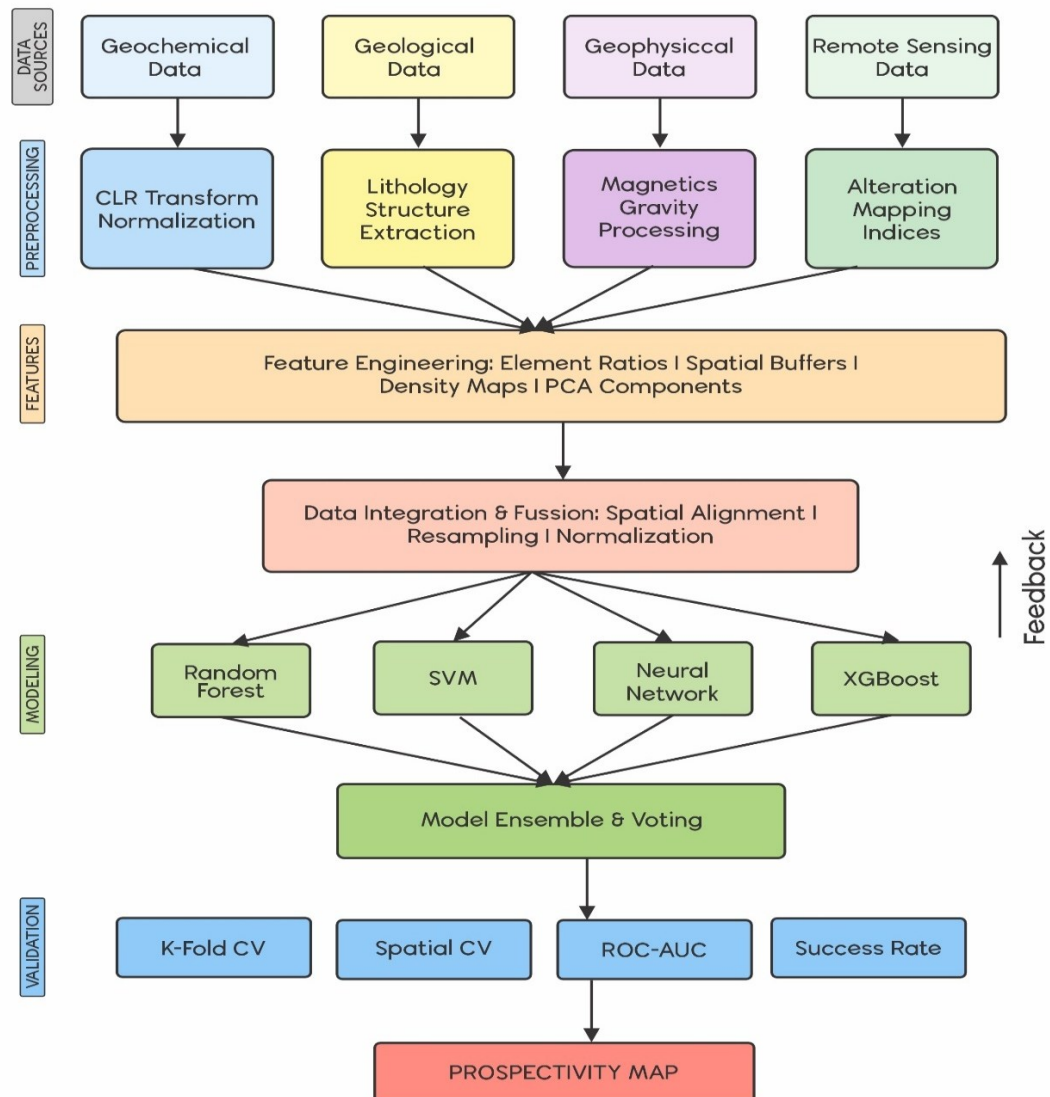 DATA
SOURCES
Geochemical
Data
Geological
Data
Geophysiccal
Data
Remote Sensing
Data
PREPROCESSING
CLR Transform
Normalization
Lithology
Structure
Extraction
Magnetics
Gravity
Processing
Alteration
Mapping
Indices
FEATURES
Feature Engineering: Element Ratios I Spatial Buffers I
Density Maps I PCA Components
Data Integration & Fussion: Spatial Alignment I
Resampling I Normalization
Feedback
MODELING
Random
Forest
SVM
Neural
Network
XGBoost
Model Ensemble & Voting
VALIDATION
K-Fold CV
Spatial CV
ROC-AUC
Success Rate
PROSPECTIVITY MAP